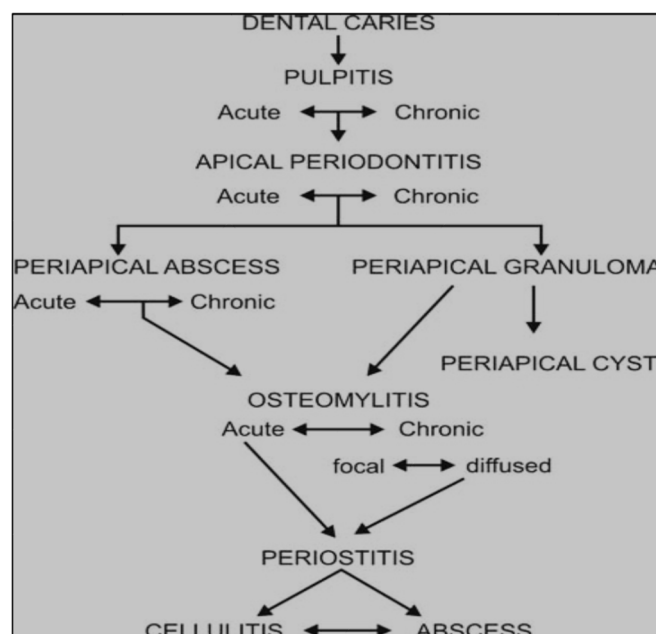 DENTAL CARIES
PULPITIS
Acute Chronic
APICAL PERIODONTITIS
Acute Chronic
PERIAPICAL ABSCESS PERIAPICAL GRANULOMA
Acute Chronic
PERIAPICAL CYST
OSTEOMYLITIS
Acute Chronic
focal diffused
PERIOSTITIS
CELLULITIS ABSCESS